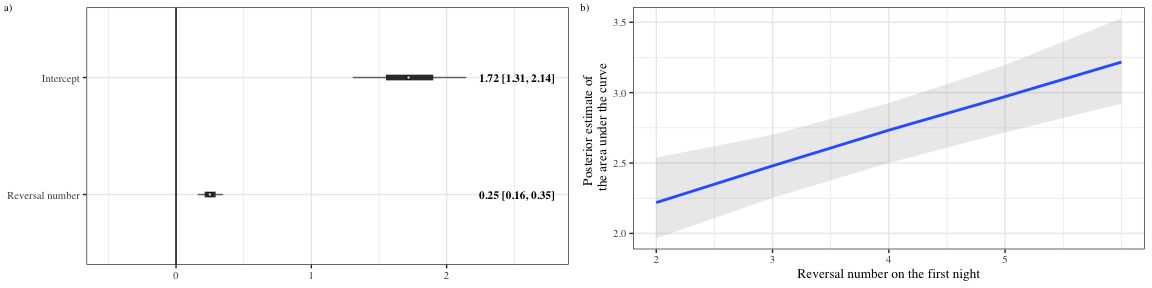 a)
Intercept
1.72 [1.31, 2.14]
Reversal number
0.25 [0.16, 0.35]
0 1 2
b)
Posterior estimate of
the area under the curve
3.5
3.0
2.5
2.0
2 3 4 5
Reversal number on the first night